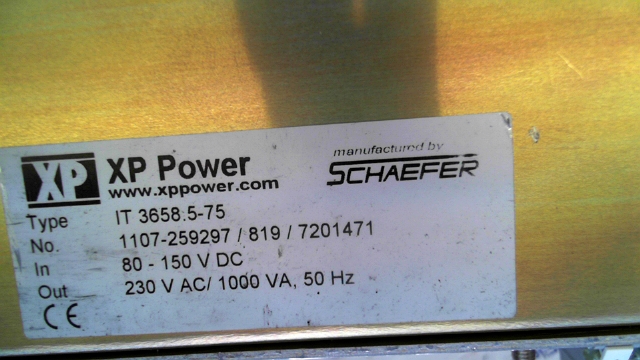 XP XP Power
www.xppower.com
manufactured by
SCHAEFER
Type IT 3658.5-75
No. 1107-259297 / 819 / 7201471
In 80 - 150 V DC
Out 230 V AC/ 1000 VA, 50 Hz
CE